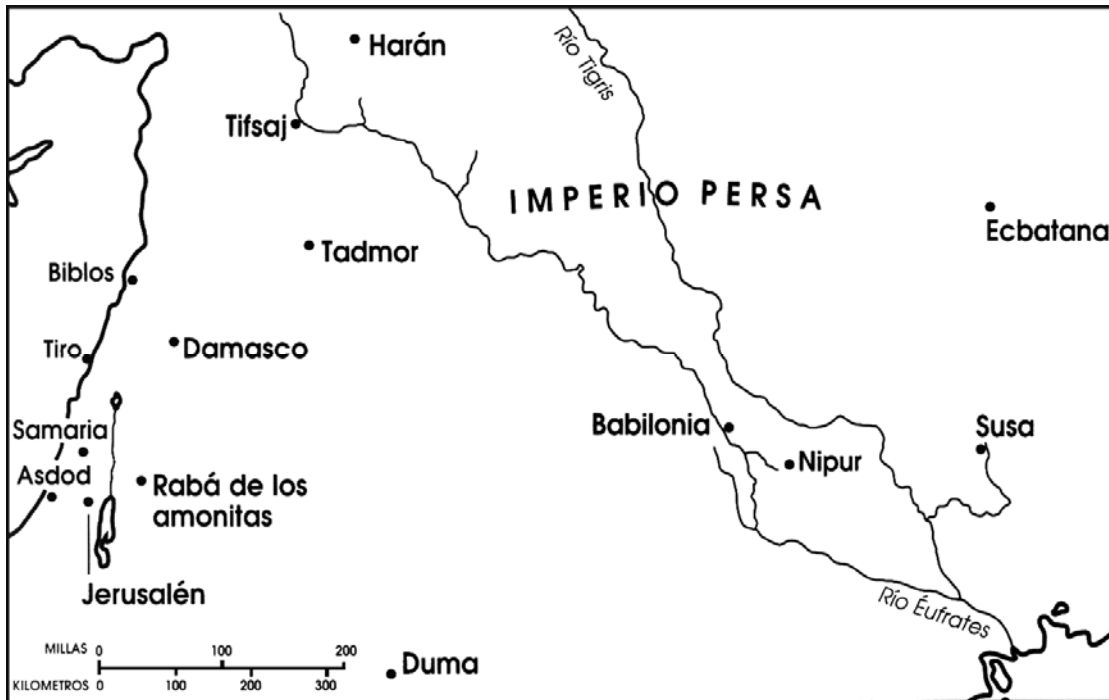 Harán
Río Tigris
Tifsaj
IMPERIO PERSA
Ecbatana
Tadmor
Biblos
Tiro
Damasco
Samaria
Babilonia
Susa
Asdod
Nipur
Rabá de los
amonitas
Jerusalén
Río Éufrates
MILLAS 0 100 200
KILOMETROS 0 100 200 300
Duma